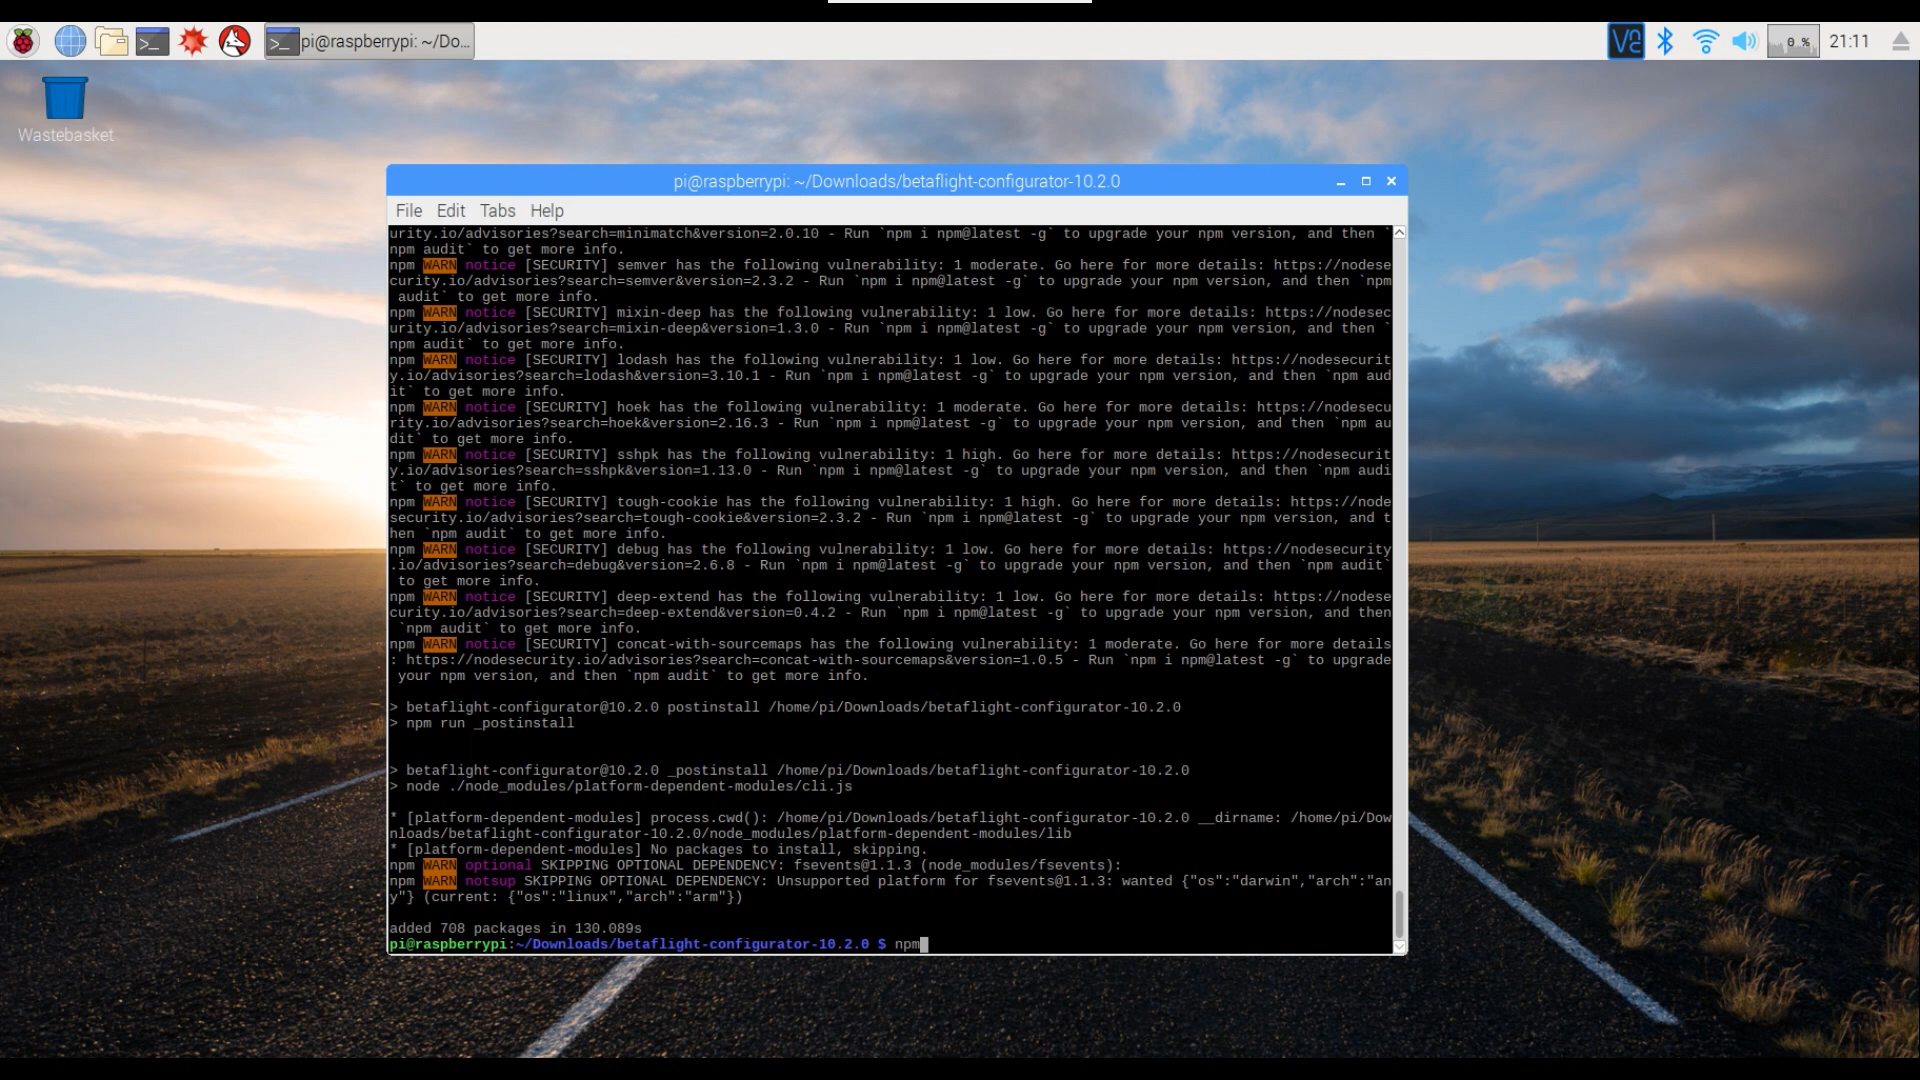 pi@raspberrypi: ~/Do...
0 %
21:11
Wastebasket
pi@raspberrypi: ~/Downloads/betaflight-configurator-10.2.0
File Edit Tabs Help
urity.io/advisories?search=minimatch&version=2.0.10 - Run `npm i npm@latest -g` to upgrade your npm version, and then `
npm audit` to get more info.
npm WARN notice [SECURITY] semver has the following vulnerability: 1 moderate. Go here for more details: https://nodese
curity.io/advisories?search=semver&version=2.3.2 - Run `npm i npm@latest -g` to upgrade your npm version, and then `npm
audit` to get more info.
npm WARN notice [SECURITY] mixin-deep has the following vulnerability: 1 low. Go here for more details: https://nodesec
urity.io/advisories?search=mixin-deep&version=1.3.0 - Run `npm i npm@latest -g` to upgrade your npm version, and then `
npm audit` to get more info.
npm WARN notice [SECURITY] lodash has the following vulnerability: 1 low. Go here for more details: https://nodesecurit
y.io/advisories?search=lodash&version=3.10.1 - Run `npm i npm@latest -g` to upgrade your npm version, and then `npm aud
it` to get more info.
npm WARN notice [SECURITY] hoek has the following vulnerability: 1 moderate. Go here for more details: https://nodesecu
rity.io/advisories?search=hoek&version=2.16.3 - Run `npm i npm@latest -g` to upgrade your npm version, and then `npm au
dit` to get more info.
npm WARN notice [SECURITY] sshpk has the following vulnerability: 1 high. Go here for more details: https://nodesecurit
y.io/advisories?search=sshpk&version=1.13.0 - Run `npm i npm@latest -g` to upgrade your npm version, and then `npm audi
t` to get more info.
npm WARN notice [SECURITY] tough-cookie has the following vulnerability: 1 high. Go here for more details: https://node
security.io/advisories?search=tough-cookie&version=2.3.2 - Run `npm i npm@latest -g` to upgrade your npm version, and t
hen `npm audit` to get more info.
npm WARN notice [SECURITY] debug has the following vulnerability: 1 low. Go here for more details: https://nodesecurity
.io/advisories?search=debug&version=2.6.8 - Run `npm i npm@latest -g` to upgrade your npm version, and then `npm audit`
to get more info.
npm WARN notice [SECURITY] deep-extend has the following vulnerability: 1 low. Go here for more details: https://nodese
curity.io/advisories?search=deep-extend&version=0.4.2 - Run `npm i npm@latest -g` to upgrade your npm version, and then
`npm audit` to get more info.
npm WARN notice [SECURITY] concat-with-sourcemaps has the following vulnerability: 1 moderate. Go here for more details
: https://nodesecurity.io/advisories?search=concat-with-sourcemaps&version=1.0.5 - Run `npm i npm@latest -g` to upgrade
your npm version, and then `npm audit` to get more info.
> betaflight-configurator@10.2.0 postinstall /home/pi/Downloads/betaflight-configurator-10.2.0
> npm run _postinstall
> betaflight-configurator@10.2.0 _postinstall /home/pi/Downloads/betaflight-configurator-10.2.0
> node ./node_modules/platform-dependent-modules/cli.js
* [platform-dependent-modules] process.cwd(): /home/pi/Downloads/betaflight-configurator-10.2.0 __dirname: /home/pi/Dow
nloads/betaflight-configurator-10.2.0/node_modules/platform-dependent-modules/lib
* [platform-dependent-modules] No packages to install, skipping.
npm WARN optional SKIPPING OPTIONAL DEPENDENCY: fsevents@1.1.3 (node_modules/fsevents):
npm WARN notsup SKIPPING OPTIONAL DEPENDENCY: Unsupported platform for fsevents@1.1.3: wanted {"os":"darwin","arch":"an
y"} (current: {"os":"linux","arch":"arm"})
added 708 packages in 130.089s
pi@raspberrypi:~/Downloads/betaflight-configurator-10.2.0 $ npm